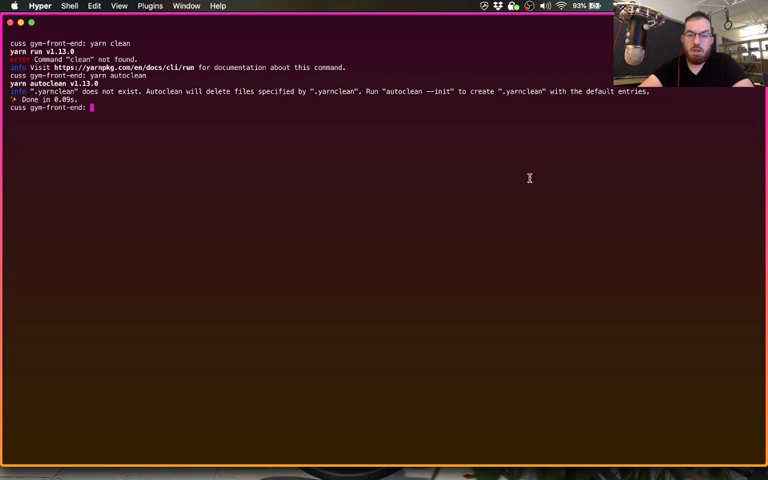 Hyper Shell Edit View Plugins Window Help 93%
cuss gym-front-end: yarn clean
yarn run v1.13.0
error Command "clean" not found.
info Visit https://yarnpkg.com/en/docs/cli/run for documentation about this command.
cuss gym-front-end: yarn autoclean
yarn autoclean v1.13.0
info ".yarnclean" does not exist. Autoclean will delete files specified by ".yarnclean". Run "autoclean --init" to create ".yarnclean" with the default entries.
Done in 0.09s.
cuss gym-front-end: